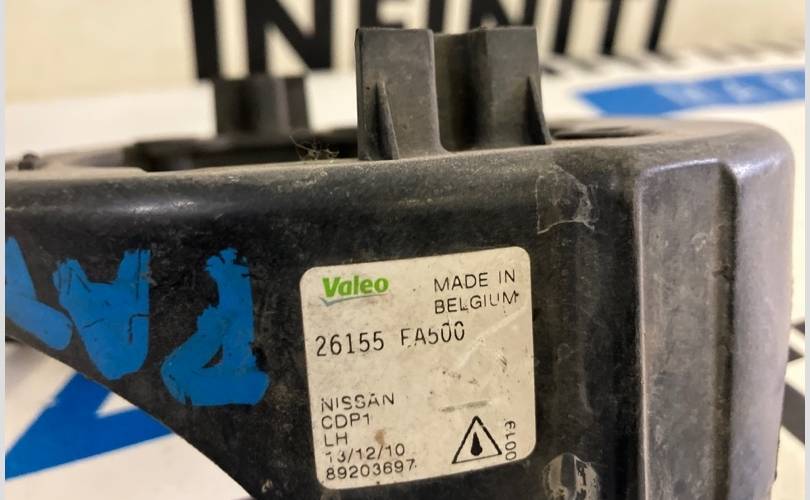 INFINITI
Valeo
MADE IN
BELGIUM
26155 EA500
NISSAN
CDP1
LH
13/12/10
89203697
0019